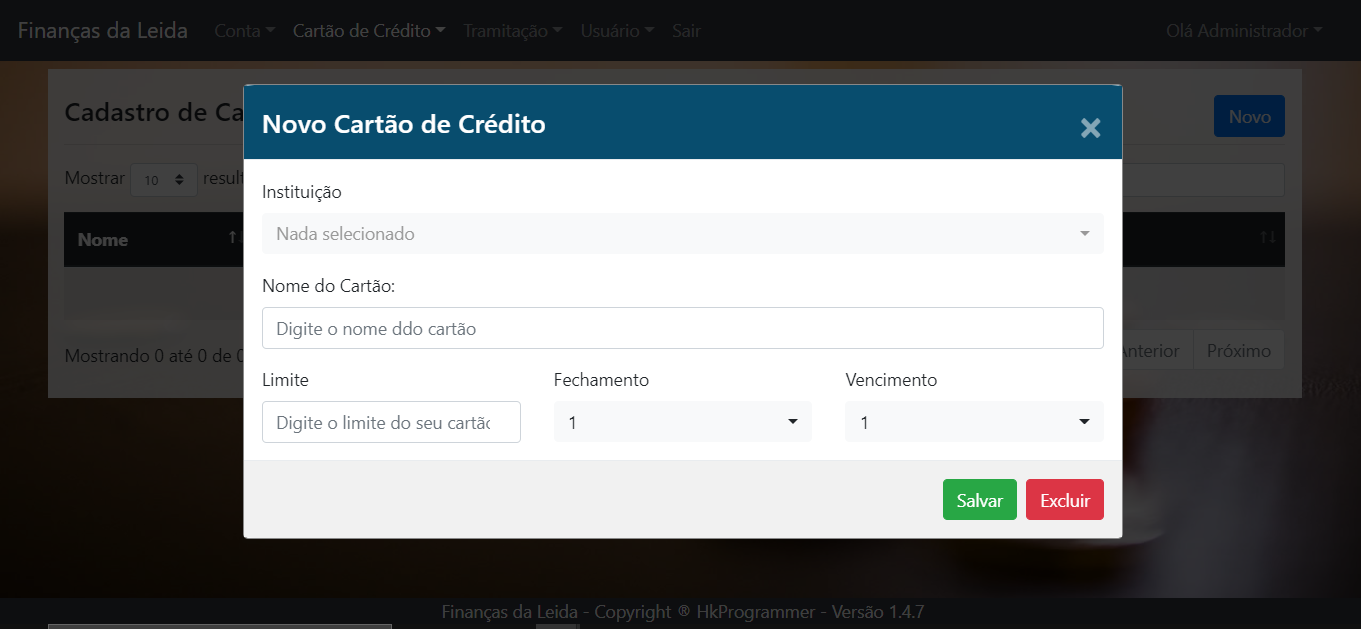 Finanças da Leida Conta Cartão de Crédito Tramitação Usuário Sair Olá Administrador
Cadastro de Ca
Novo
Novo Cartão de Crédito
×
Mostrar 10 result
Nome
Instituição
Nada selecionado
Nome do Cartão:
Digite o nome ddo cartão
Mostrando 0 até 0 de 0
Anterior Próximo
Limite Fechamento Vencimento
Digite o limite do seu cartão 1 1
Salvar Excluir
Finanças da Leida - Copyright ® HkProgrammer - Versão 1.4.7